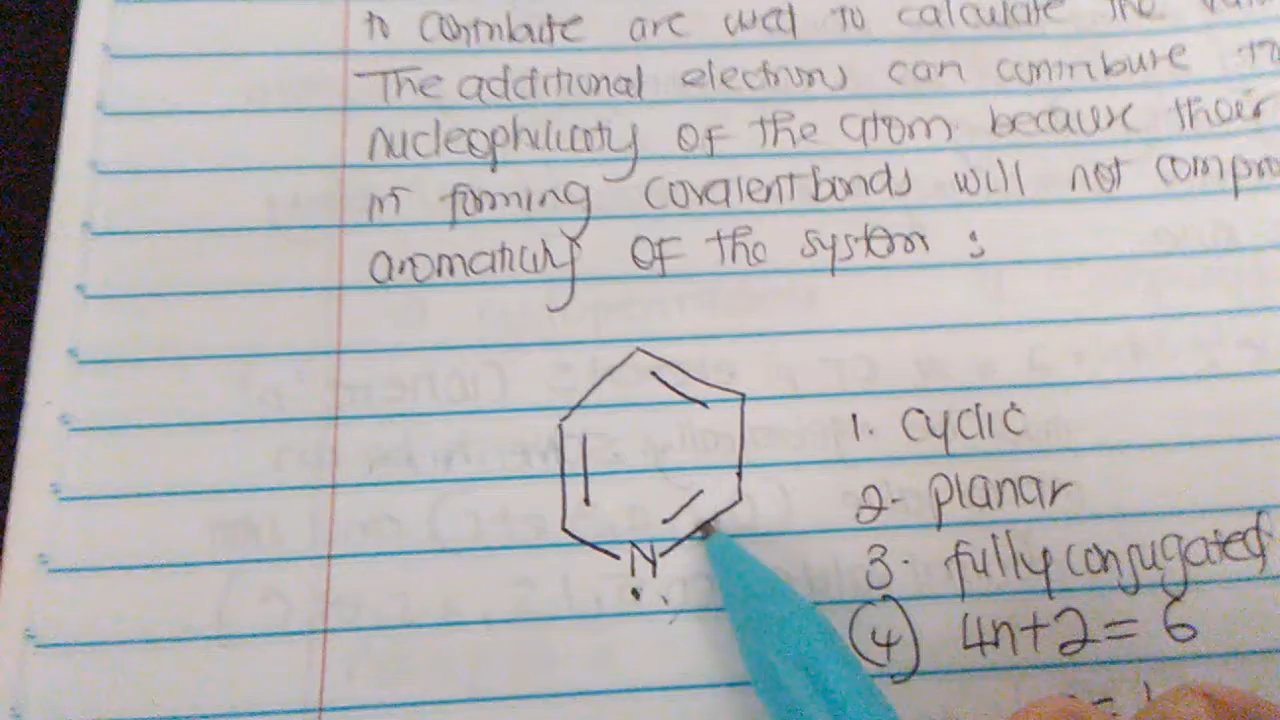 to contribute are used to calculate the
The additional electrons can contribute
nucleophilicity of the atom because their
in forming covalent bonds will not compro
aromaticity of the system :
1. cyclic
2- planar
3. fully conjugated
4 4n+2 = 6
N